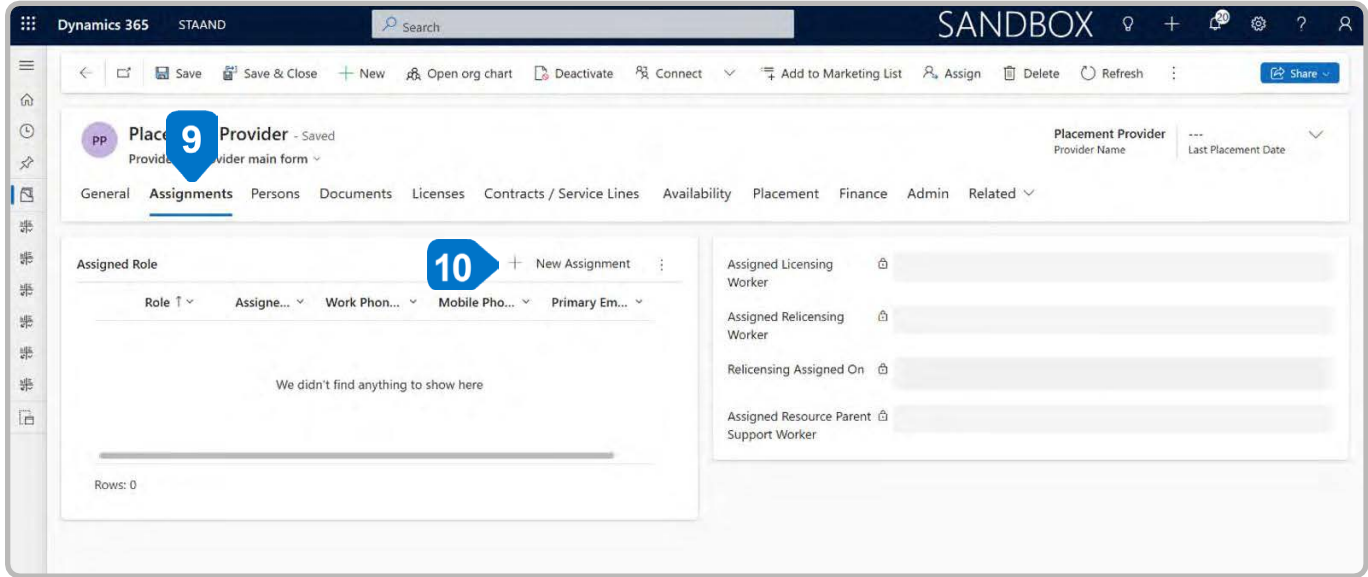 Dynamics 365 STAAND Search SANDBOX 20
Save Save & Close New Open org chart Deactivate Connect Add to Marketing List Assign Delete Refresh Share
PP Place 9 Provider - Saved Placement Provider ---
Provide vider main form Provider Name Last Placement Date
General Assignments Persons Documents Licenses Contracts / Service Lines Availability Placement Finance Admin Related
Assigned Role 10 New Assignment
Role Assigne... Work Phon... Mobile Pho... Primary Em...
We didn't find anything to show here
Rows: 0
Assigned Licensing
Worker
Assigned Relicensing
Worker
Relicensing Assigned On
Assigned Resource Parent
Support Worker